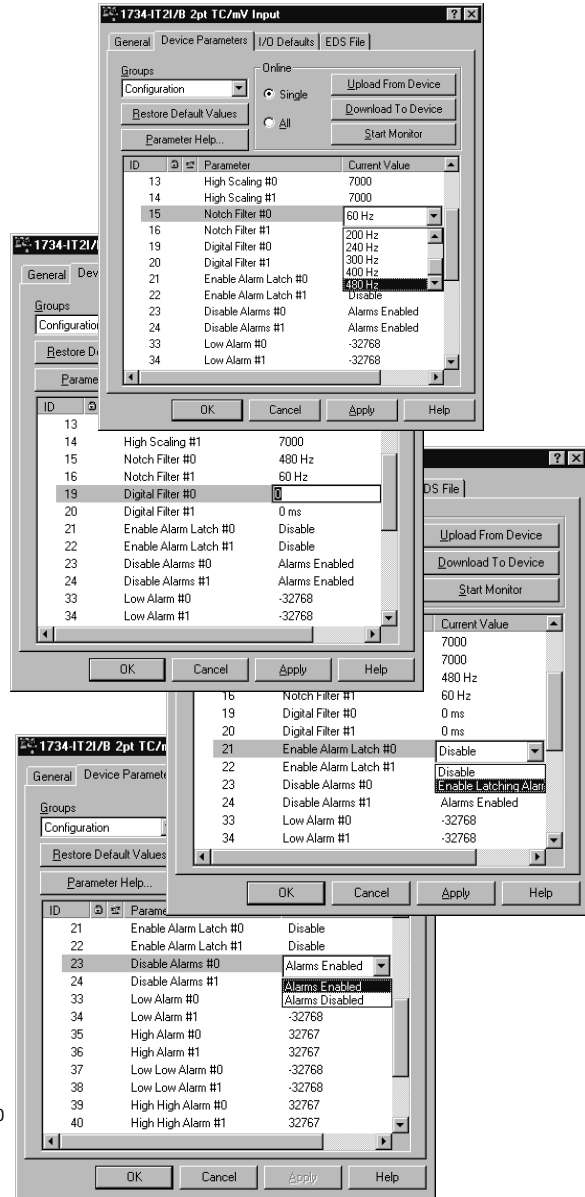 1734-IT2I/B 2pt TC/mV Input
General Device Parameters I/O Defaults EDS File
Groups
Configuration
Restore Default Values
Parameter Help...
Online
Single
All
Upload From Device
Download To Device
Start Monitor
ID Parameter Current Value
13 High Scaling #0 7000
14 High Scaling #1 7000
15 Notch Filter #0 60 Hz
16 Notch Filter #1 200 Hz
19 Digital Filter #0 240 Hz
20 Digital Filter #1 300 Hz
21 Enable Alarm Latch #0 400 Hz
480 Hz
22 Enable Alarm Latch #1 Disable
23 Disable Alarms #0 Alarms Enabled
24 Disable Alarms #1 Alarms Enabled
33 Low Alarm #0 -32768
34 Low Alarm #1 -32768
OK Cancel Apply Help
1734-IT2I/
General Dev
Groups
Configuration
Restore D
Parame
ID
13
14 High Scaling #1 7000
15 Notch Filter #0 480 Hz
16 Notch Filter #1 60 Hz
19 Digital Filter #0 0
20 Digital Filter #1 0 ms
21 Enable Alarm Latch #0 Disable
22 Enable Alarm Latch #1 Disable
23 Disable Alarms #0 Alarms Enabled
24 Disable Alarms #1 Alarms Enabled
33 Low Alarm #0 -32768
34 Low Alarm #1 -32768
OK Cancel Apply Help
DS File
Upload From Device
Download To Device
Start Monitor
Current Value
7000
7000
480 Hz
16 Notch Filter #1 60 Hz
19 Digital Filter #0 0 ms
20 Digital Filter #1 0 ms
21 Enable Alarm Latch #0 Disable
22 Enable Alarm Latch #1 Disable
23 Disable Alarms #0 Enable Latching Alarr
24 Disable Alarms #1 Alarms Enabled
33 Low Alarm #0 -32768
34 Low Alarm #1 -32768
OK Cancel Apply Help
1734-IT2I/B 2pt TC/m
General Device Paramete
Groups
Configuration
Restore Default Values
Parameter Help...
ID Parame
21 Enable Alarm Latch #0 Disable
22 Enable Alarm Latch #1 Disable
23 Disable Alarms #0 Alarms Enabled
24 Disable Alarms #1 Alarms Enabled
33 Low Alarm #0 Alarms Disabled
34 Low Alarm #1 -32768
35 High Alarm #0 32767
36 High Alarm #1 32767
37 Low Low Alarm #0 -32768
38 Low Low Alarm #1 -32768
39 High High Alarm #0 32767
40 High High Alarm #1 32767
OK Cancel Apply Help